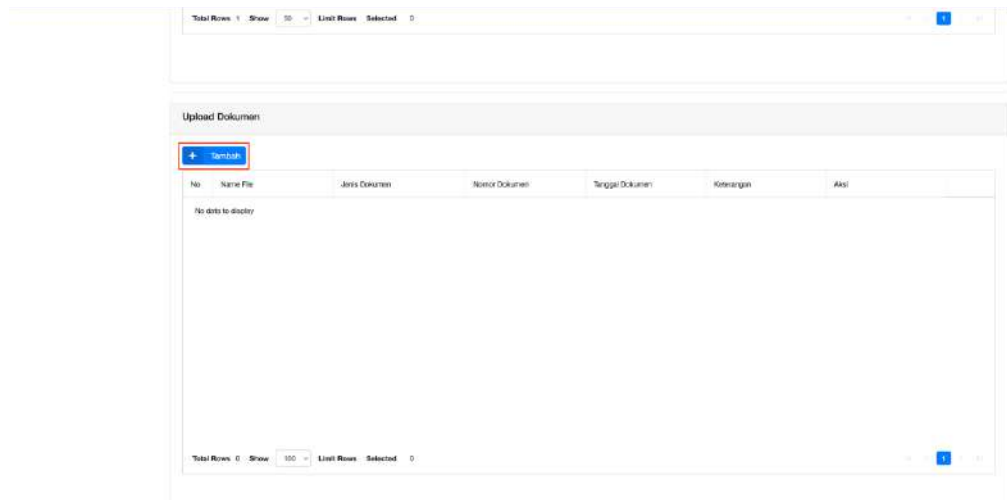 Total Rows 1 Show 50 Limit Rows Selected 0 1
Upload Dokumen
+ Tambah
No Name File Jenis Dokumen Nomor Dokumen Tanggal Dokumen Keterangan Aksi
No data to display
Total Rows 0 Show 100 Limit Rows Selected 0 1